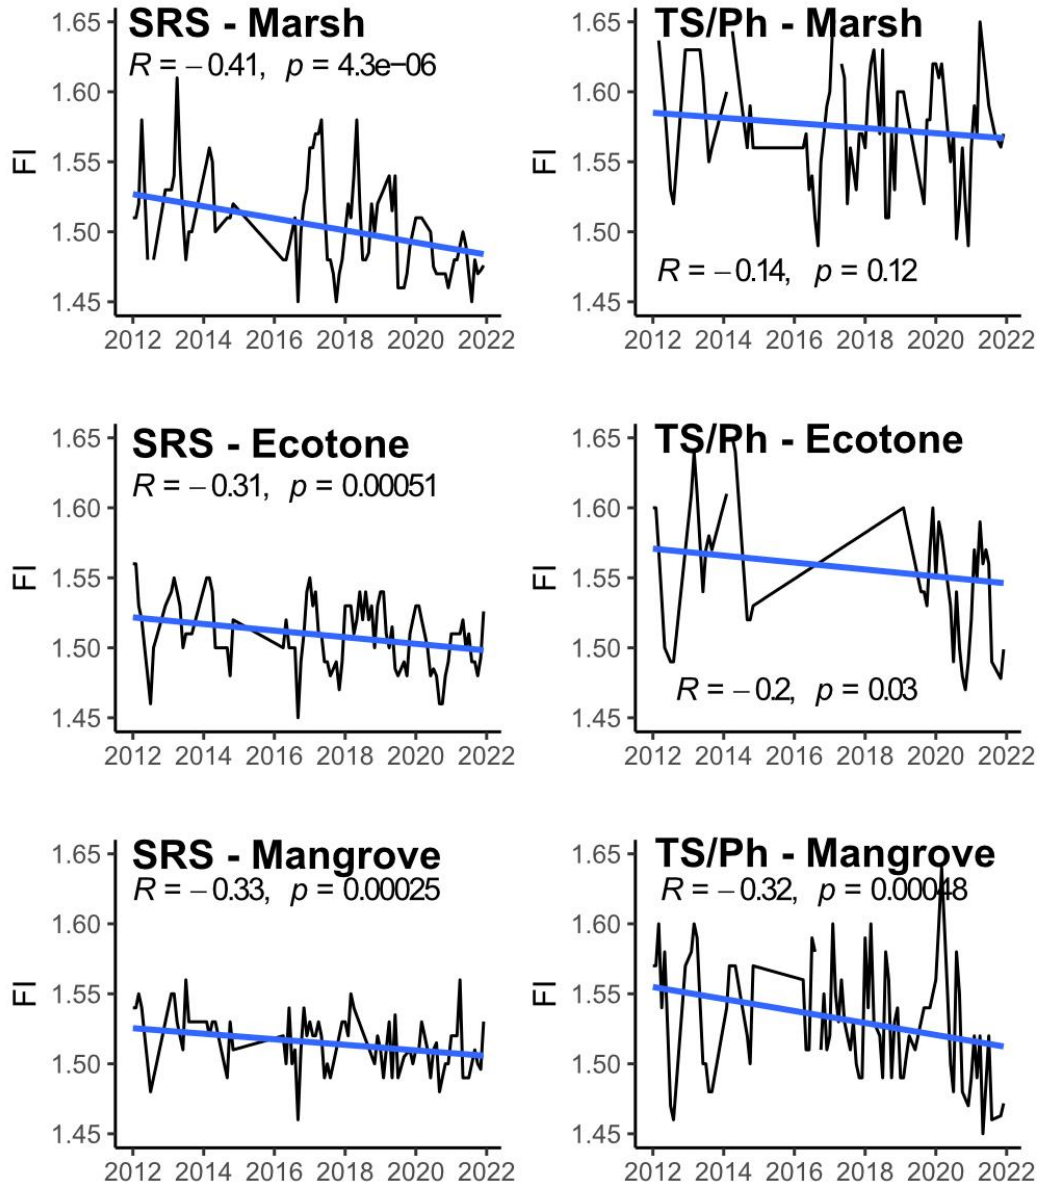 SRS - Marsh
R = −0.41, p = 4.3e−06
FI
1.65
1.60
1.55
1.50
1.45
2012 2014 2016 2018 2020 2022
TS/Ph - Marsh
R = −0.14, p = 0.12
FI
1.65
1.60
1.55
1.50
1.45
2012 2014 2016 2018 2020 2022
SRS - Ecotone
R = −0.31, p = 0.00051
FI
1.65
1.60
1.55
1.50
1.45
2012 2014 2016 2018 2020 2022
TS/Ph - Ecotone
R = −0.2, p = 0.03
FI
1.65
1.60
1.55
1.50
1.45
2012 2014 2016 2018 2020 2022
SRS - Mangrove
R = −0.33, p = 0.00025
FI
1.65
1.60
1.55
1.50
1.45
2012 2014 2016 2018 2020 2022
TS/Ph - Mangrove
R = −0.32, p = 0.00048
FI
1.65
1.60
1.55
1.50
1.45
2012 2014 2016 2018 2020 2022